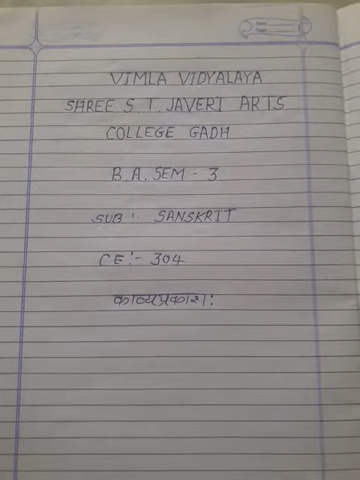 VIMLA VIDYALAYA
SHREE S T. JAVERI ARTS
COLLEGE GADH
B.A. SEM - 3
SUB :- SANSKRIT
CE :- 304
काव्यप्रकाश: